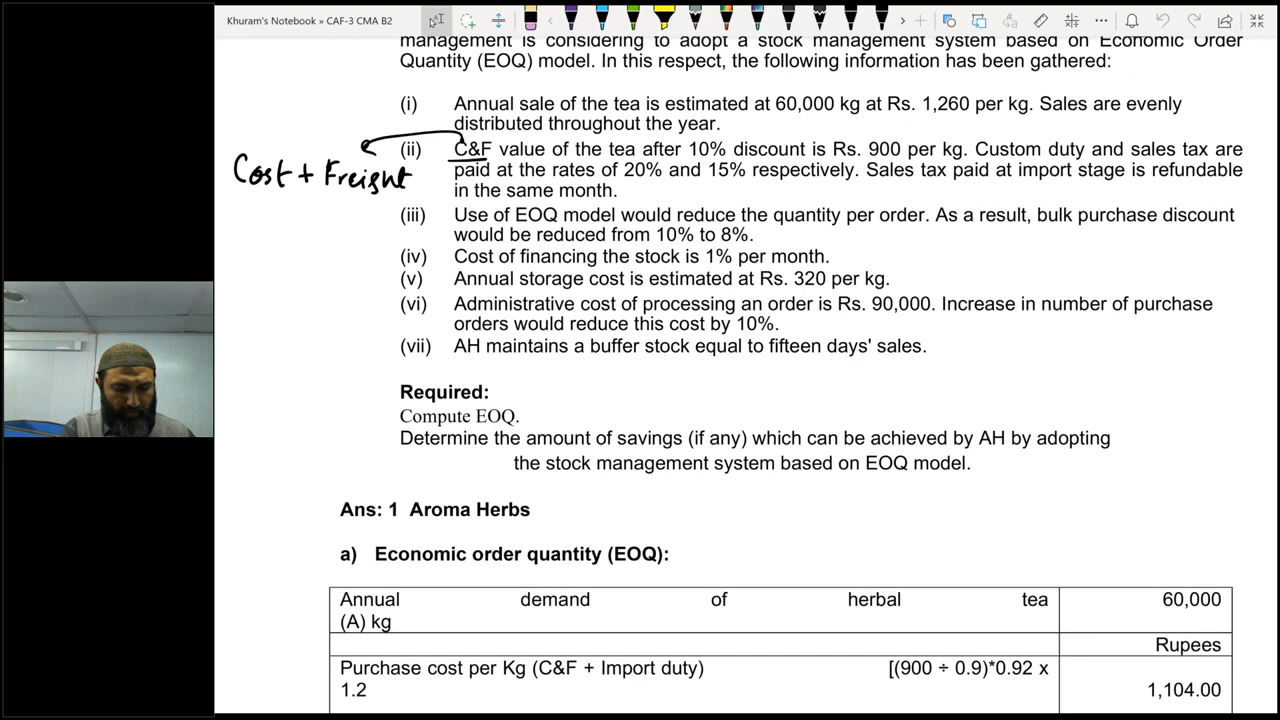 Khuram's Notebook » CAF-3 CMA B2
management is considering to adopt a stock management system based on Economic Order
Quantity (EOQ) model. In this respect, the following information has been gathered:
(i) Annual sale of the tea is estimated at 60,000 kg at Rs. 1,260 per kg. Sales are evenly
distributed throughout the year.
(ii) C&F value of the tea after 10% discount is Rs. 900 per kg. Custom duty and sales tax are
Cost + Freight
paid at the rates of 20% and 15% respectively. Sales tax paid at import stage is refundable
in the same month.
(iii) Use of EOQ model would reduce the quantity per order. As a result, bulk purchase discount
would be reduced from 10% to 8%.
(iv) Cost of financing the stock is 1% per month.
(v) Annual storage cost is estimated at Rs. 320 per kg.
(vi) Administrative cost of processing an order is Rs. 90,000. Increase in number of purchase
orders would reduce this cost by 10%.
(vii) AH maintains a buffer stock equal to fifteen days' sales.
Required:
Compute EOQ.
Determine the amount of savings (if any) which can be achieved by AH by adopting
the stock management system based on EOQ model.
Ans: 1 Aroma Herbs
a) Economic order quantity (EOQ):
Annual demand of herbal tea 60,000
(A) kg
Rupees
Purchase cost per Kg (C&F + Import duty) [(900 ÷ 0.9)*0.92 x
1.2 1,104.00